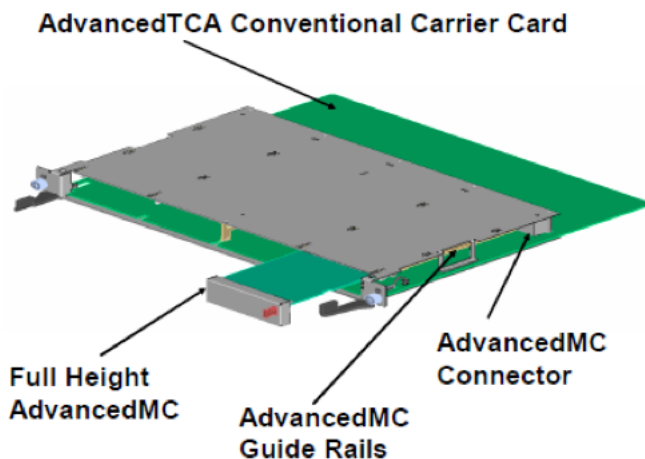 AdvancedTCA Conventional Carrier Card
Full Height
AdvancedMC
AdvancedMC
Guide Rails
AdvancedMC
Connector